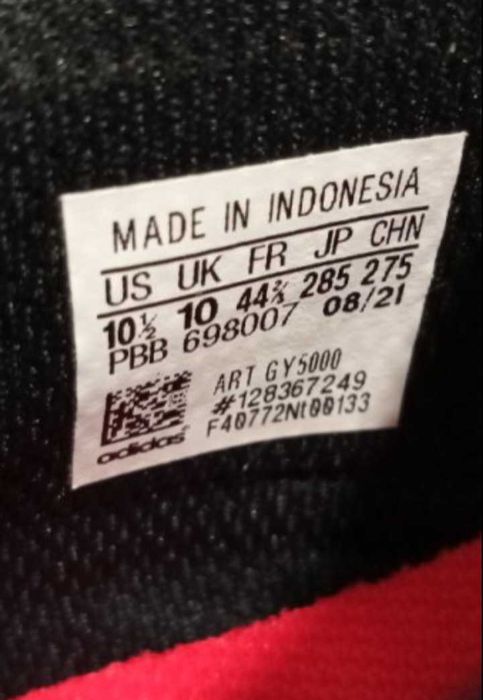 MADE IN INDONESIA
US UK FR JP CHN
10½ 10 44⅔ 285 275
PBB 698007 08/21
ART GY5000
#128367249
F40772Nt00133
adidas